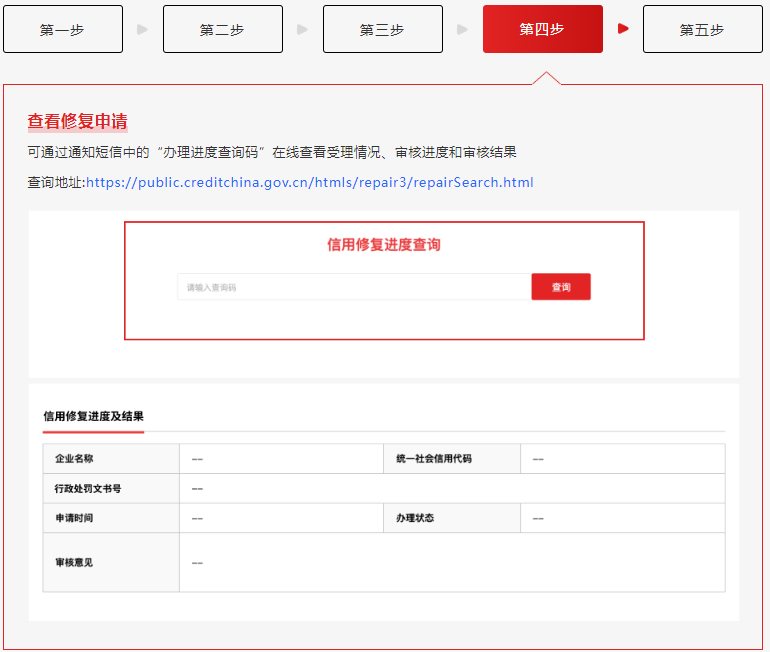 第一步
第二步
第三步
第四步
第五步
查看修复申请
可通过通知短信中的“办理进度查询码”在线查看受理情况、审核进度和审核结果
查询地址:https://public.creditchina.gov.cn/htmls/repair3/repairSearch.html
信用修复进度查询
请输入查询码
查询
信用修复进度及结果
企业名称 -- 统一社会信用代码 --
行政处罚文书号 --
申请时间 -- 办理状态 --
审核意见 --